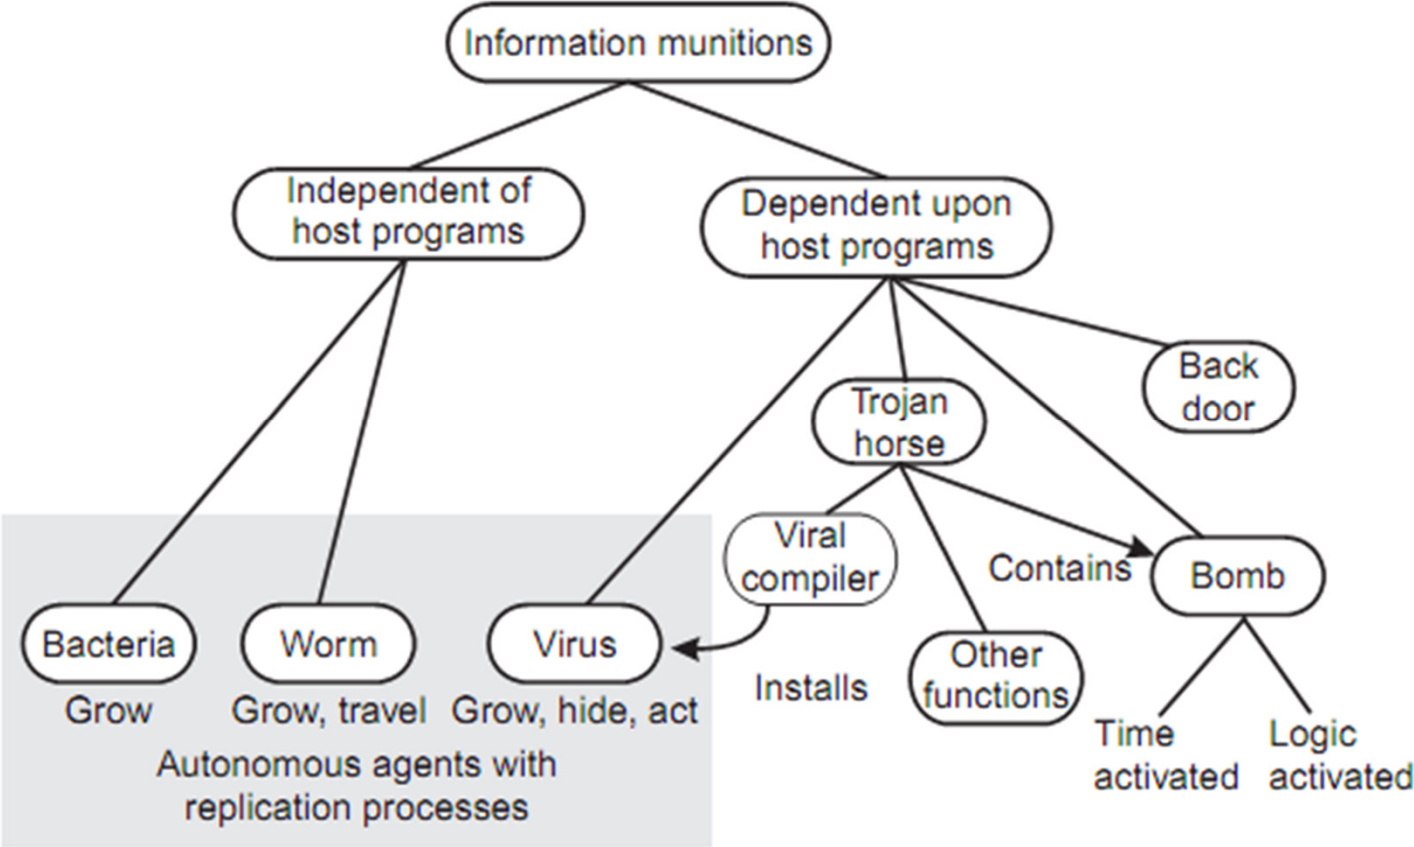 Information munitions
Independent of
host programs
Dependent upon
host programs
Back
door
Trojan
horse
Viral
compiler
Contains
Bomb
Bacteria
Worm
Virus
Installs
Other
functions
Grow
Grow, travel
Grow, hide, act
Time
activated
Logic
activated
Autonomous agents with
replication processes